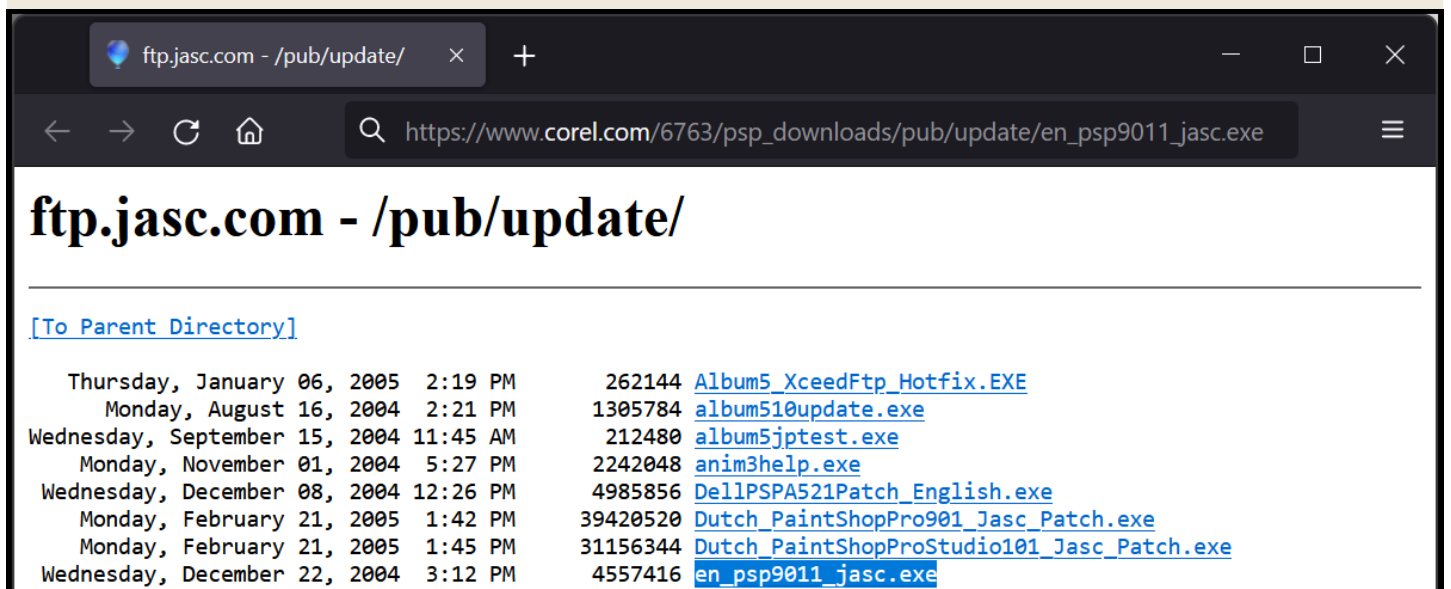 ftp.jasc.com - /pub/update/
https://www.corel.com/6763/psp_downloads/pub/update/en_psp9011_jasc.exe
ftp.jasc.com - /pub/update/
[To Parent Directory]
Thursday, January 06, 2005 2:19 PM 262144 Album5_XceedFtp_Hotfix.EXE
Monday, August 16, 2004 2:21 PM 1305784 album510update.exe
Wednesday, September 15, 2004 11:45 AM 212480 album5jptest.exe
Monday, November 01, 2004 5:27 PM 2242048 anim3help.exe
Wednesday, December 08, 2004 12:26 PM 4985856 DellPSPA521Patch_English.exe
Monday, February 21, 2005 1:42 PM 39420520 Dutch_PaintShopPro901_Jasc_Patch.exe
Monday, February 21, 2005 1:45 PM 31156344 Dutch_PaintShopProStudio101_Jasc_Patch.exe
Wednesday, December 22, 2004 3:12 PM 4557416 en_psp9011_jasc.exe